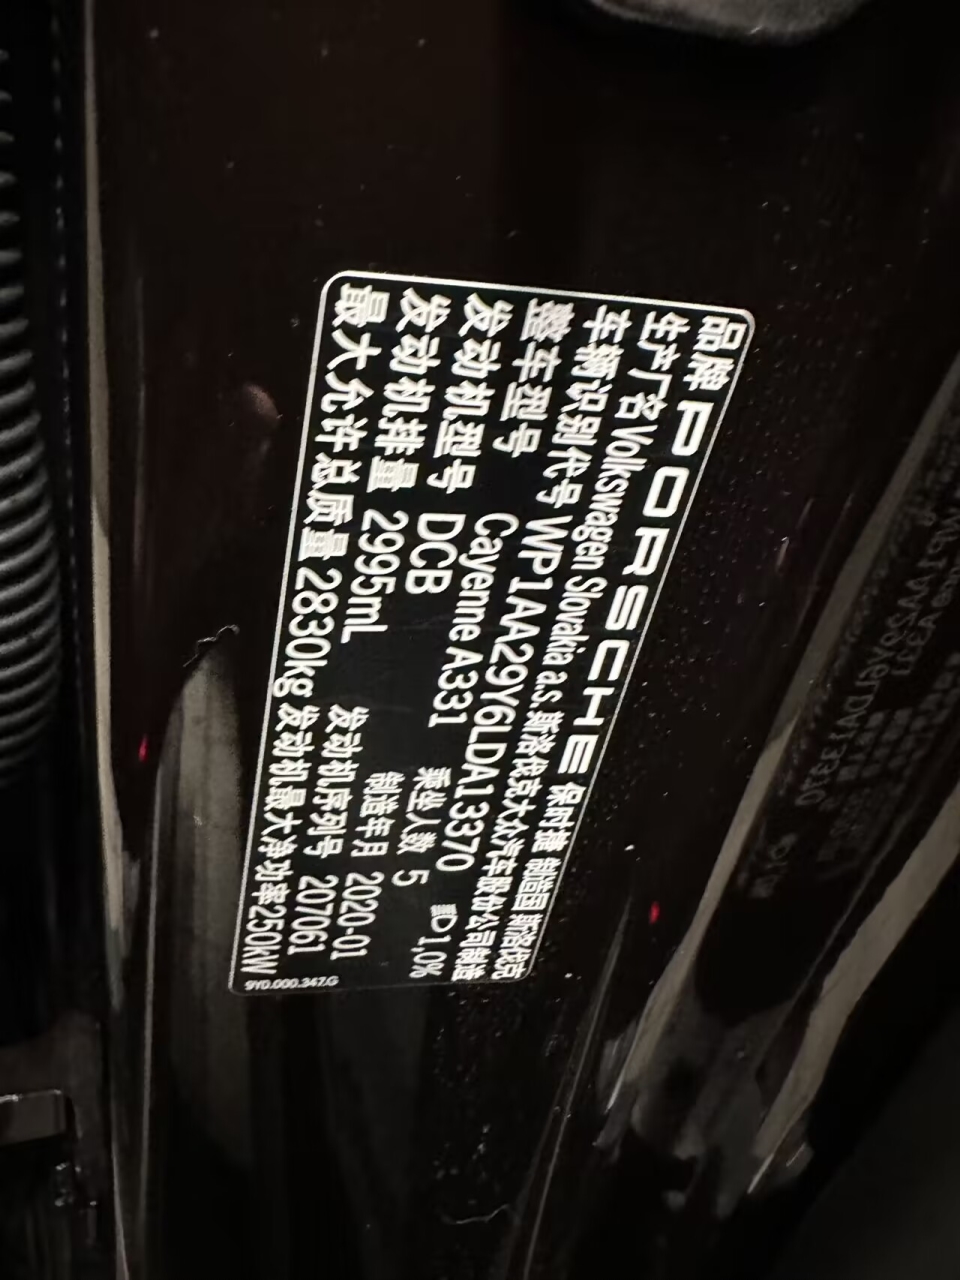 品牌 PORSCHE 保时捷 制造国 斯洛伐克
生产厂名 Volkswagen Slovakia a.s. 斯洛伐克大众汽车股份公司制造
车辆识别代号 WP1AA29Y6LDA13370 D1,0%
整车型号 Cayenne A331 乘坐人数 5
发动机型号 DCB 制造年月 2020-01
发动机排量 2995mL 发动机序列号 207061
最大允许总质量 2830kg 发动机最大净功率250kW
9Y0.000.347.G